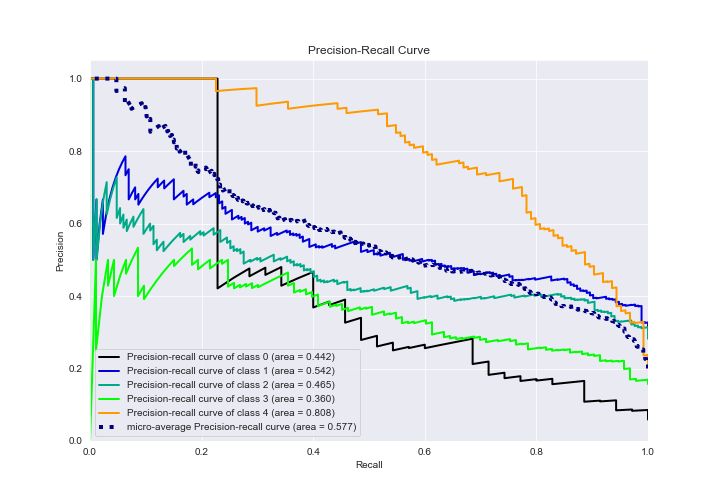 Precision-Recall Curve
Precision
1.0
0.8
0.6
0.4
0.2
0.0
Precision-recall curve of class 0 (area = 0.442)
Precision-recall curve of class 1 (area = 0.542)
Precision-recall curve of class 2 (area = 0.465)
Precision-recall curve of class 3 (area = 0.360)
Precision-recall curve of class 4 (area = 0.808)
micro-average Precision-recall curve (area = 0.577)
0.0 0.2 0.4 0.6 0.8 1.0
Recall